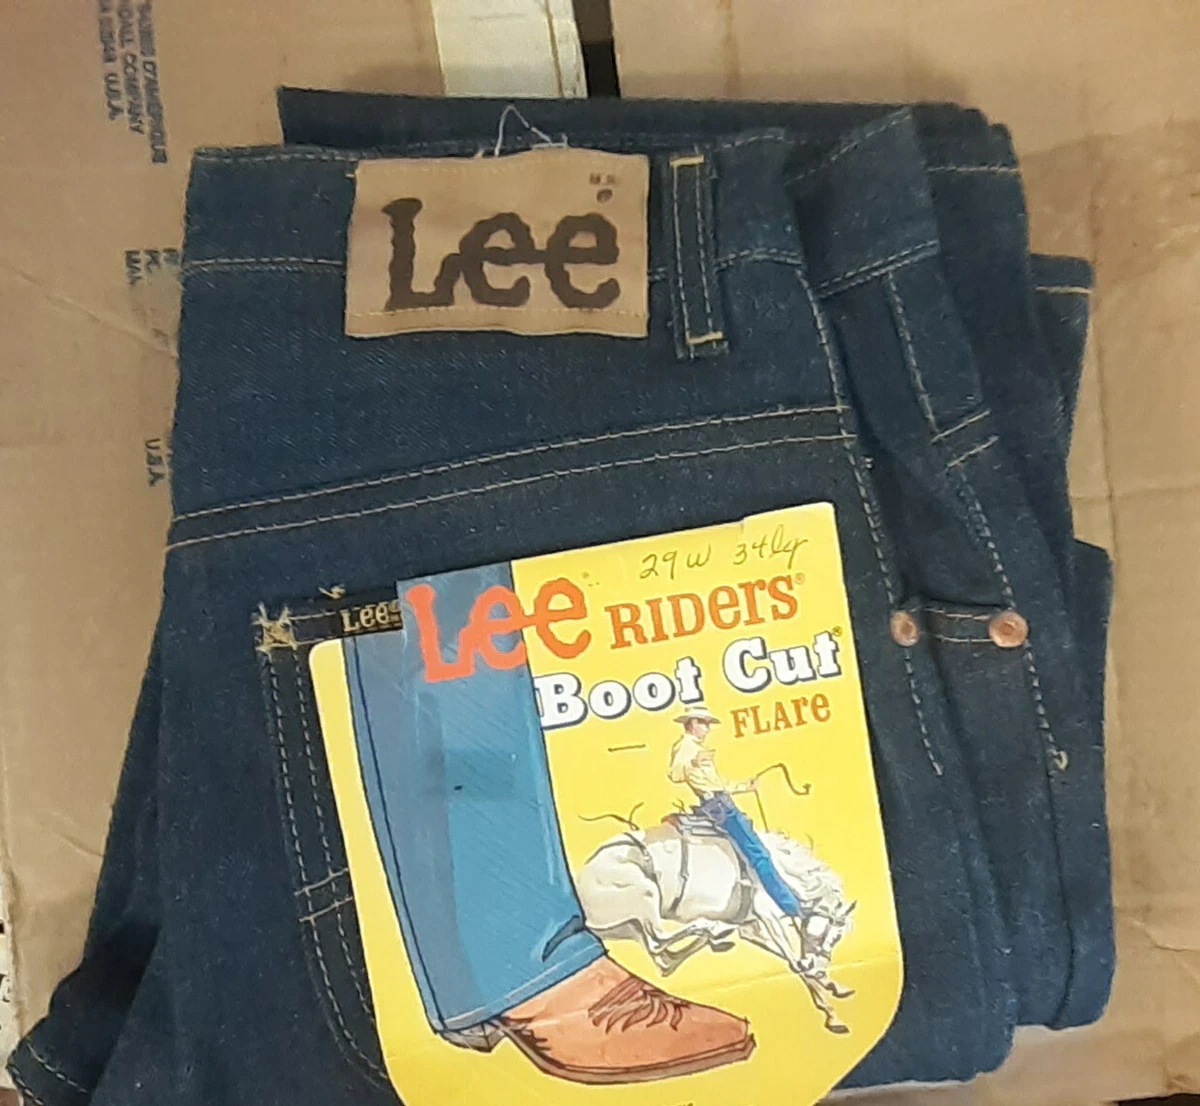 U.S.A.
U.S.A.
Lee
M.R.
®
Lee®
29W 34lg
Lee RIDERS®
Boot Cut®
FLare